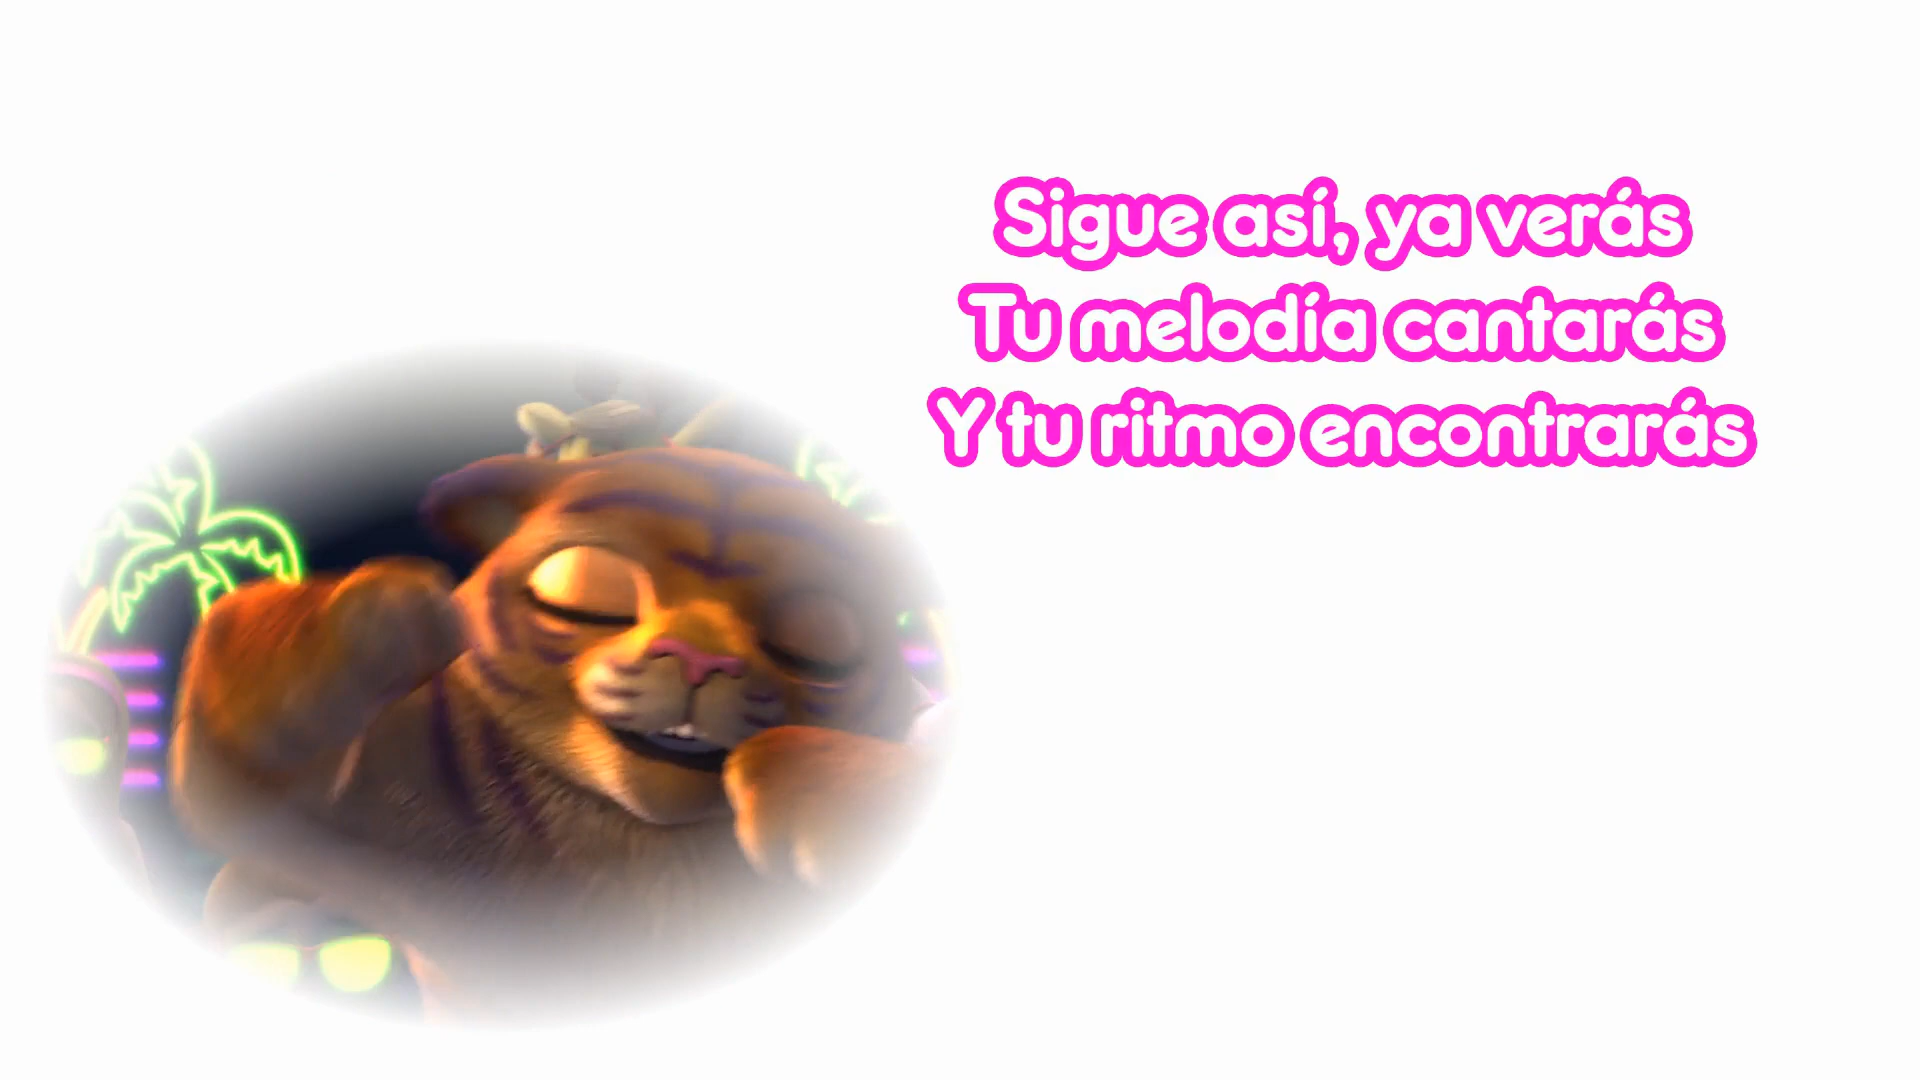 Sigue así, ya verás
Tu melodía cantarás
Y tu ritmo encontrarás